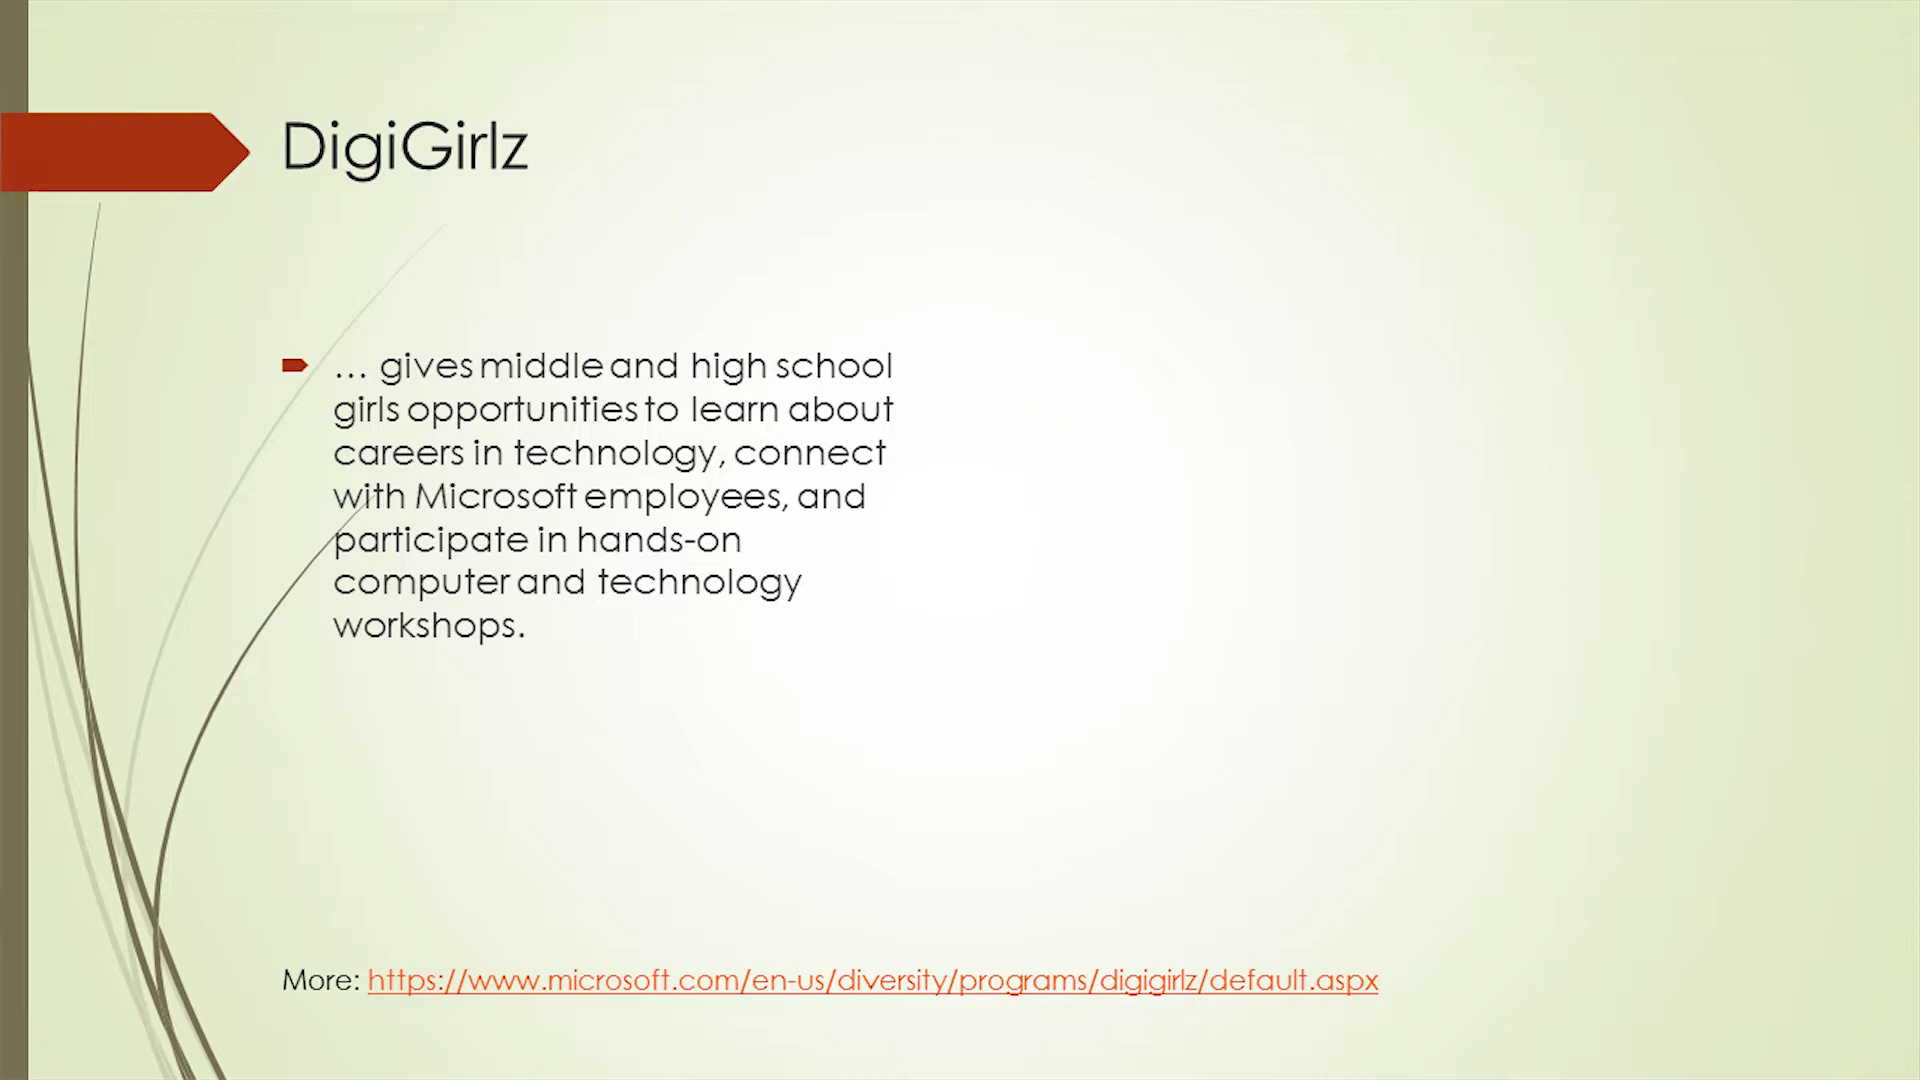 DigiGirlz
… gives middle and high school
girls opportunities to learn about
careers in technology, connect
with Microsoft employees, and
participate in hands-on
computer and technology
workshops.
More: https://www.microsoft.com/en-us/diversity/programs/digigirlz/default.aspx